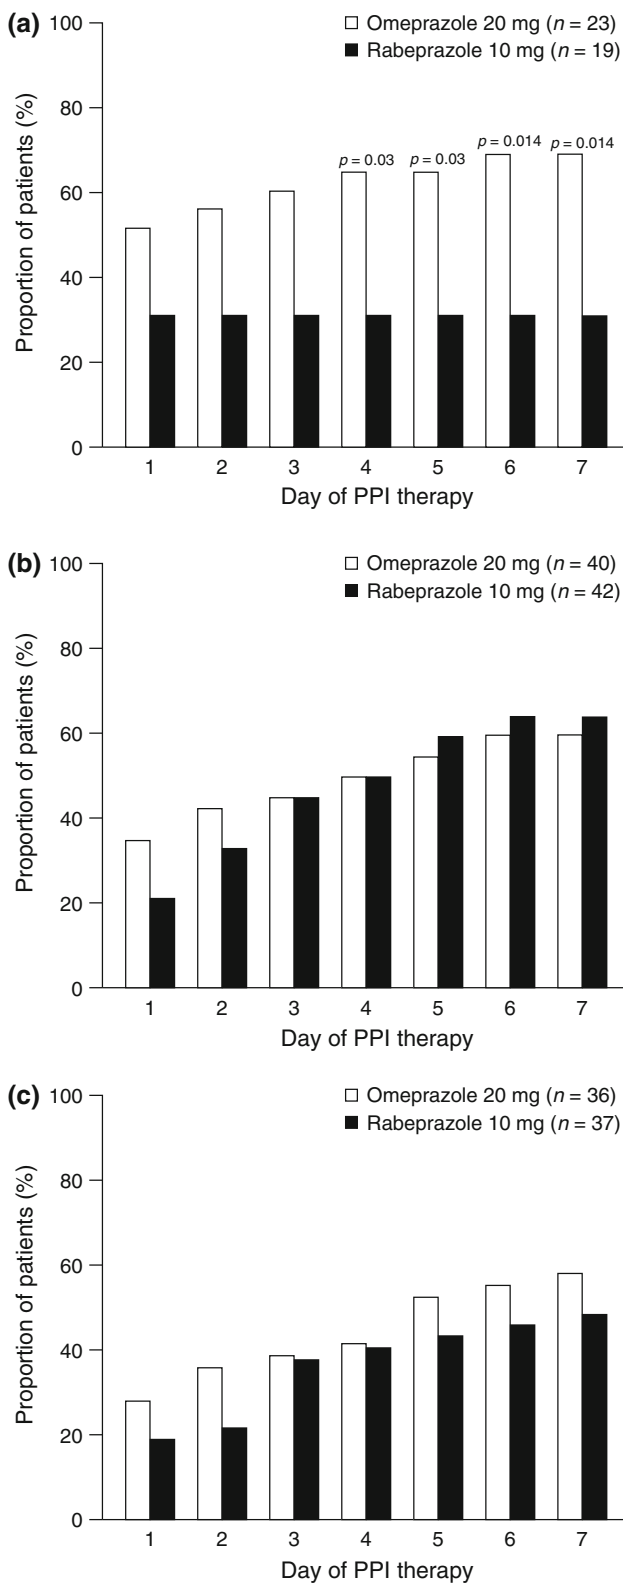 (a)
Omeprazole 20 mg (n = 23)
Rabeprazole 10 mg (n = 19)
Proportion of patients (%)
100
80
60
40
20
0
p = 0.03
p = 0.03
p = 0.014
p = 0.014
1 2 3 4 5 6 7
Day of PPI therapy
(b)
Omeprazole 20 mg (n = 40)
Rabeprazole 10 mg (n = 42)
Proportion of patients (%)
100
80
60
40
20
0
1 2 3 4 5 6 7
Day of PPI therapy
(c)
Omeprazole 20 mg (n = 36)
Rabeprazole 10 mg (n = 37)
Proportion of patients (%)
100
80
60
40
20
0
1 2 3 4 5 6 7
Day of PPI therapy